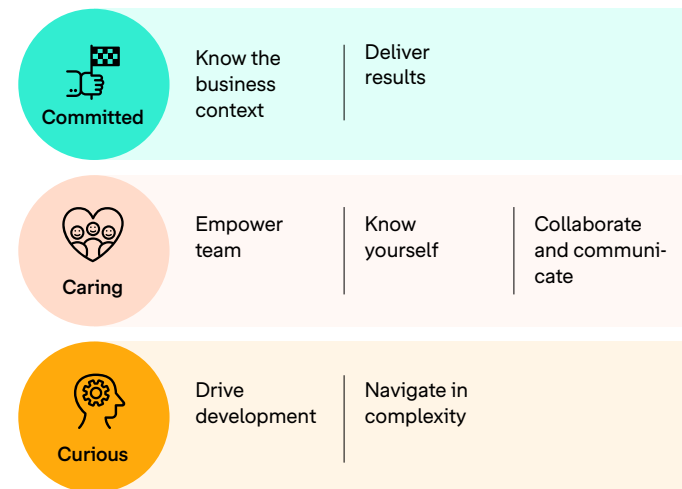 Committed
Know the
business
context
Deliver
results
Caring
Empower
team
Know
yourself
Collaborate
and communi-
cate
Curious
Drive
development
Navigate in
complexity